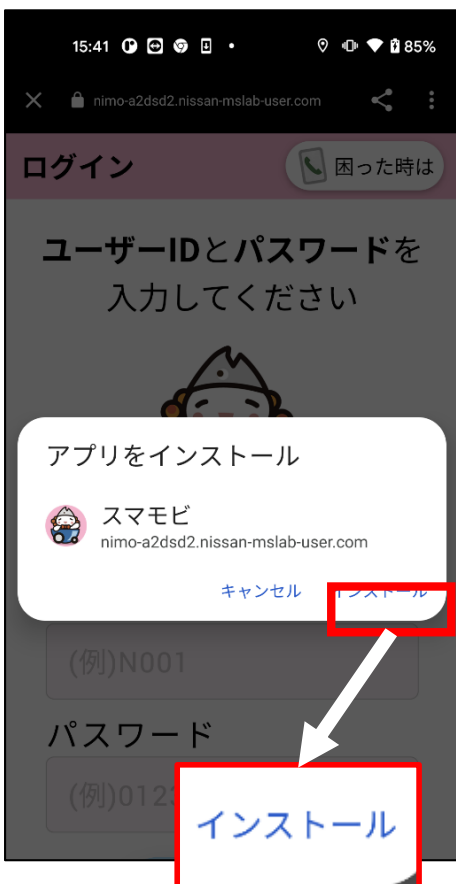 15:41
85%
nimo-a2dsd2.nissan-mslab-user.com
ログイン
困った時は
ユーザーIDとパスワードを
入力してください
アプリをインストール
スマモビ
nimo-a2dsd2.nissan-mslab-user.com
キャンセル
インストール
(例)N001
パスワード
(例)012
インストール